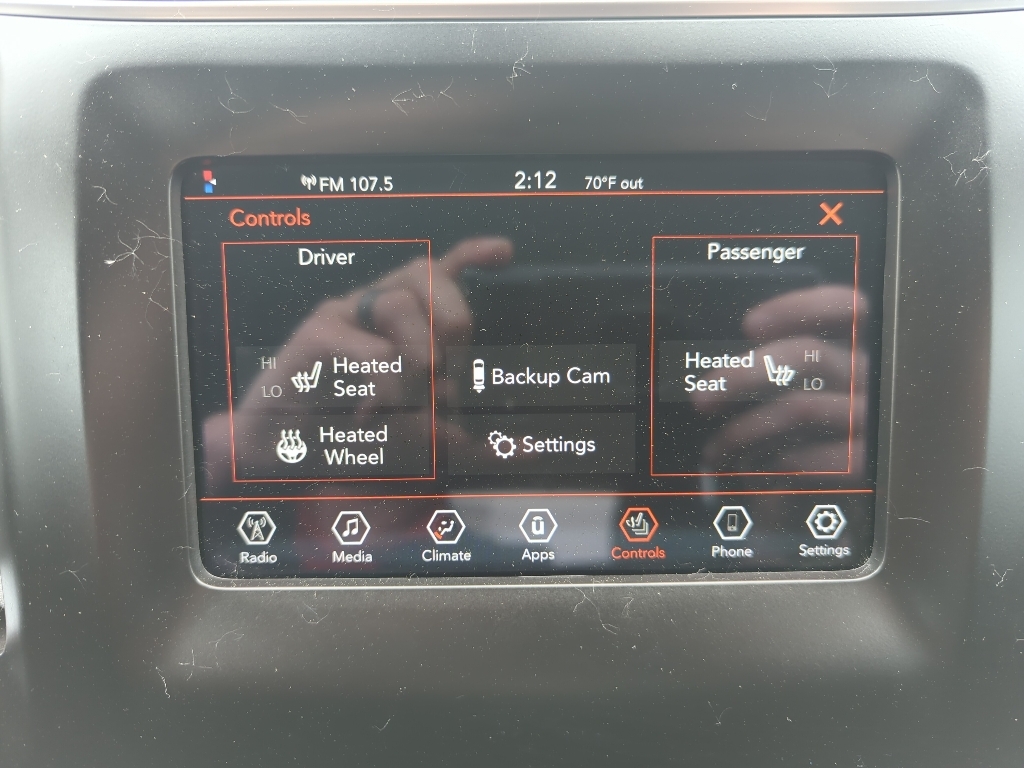 FM 107.5 2:12 70°F out
Controls
Driver
Passenger
HI
LO
Heated
Seat
Backup Cam
Heated
Seat
HI
LO
Heated
Wheel
Settings
Radio Media Climate Apps Controls Phone Settings